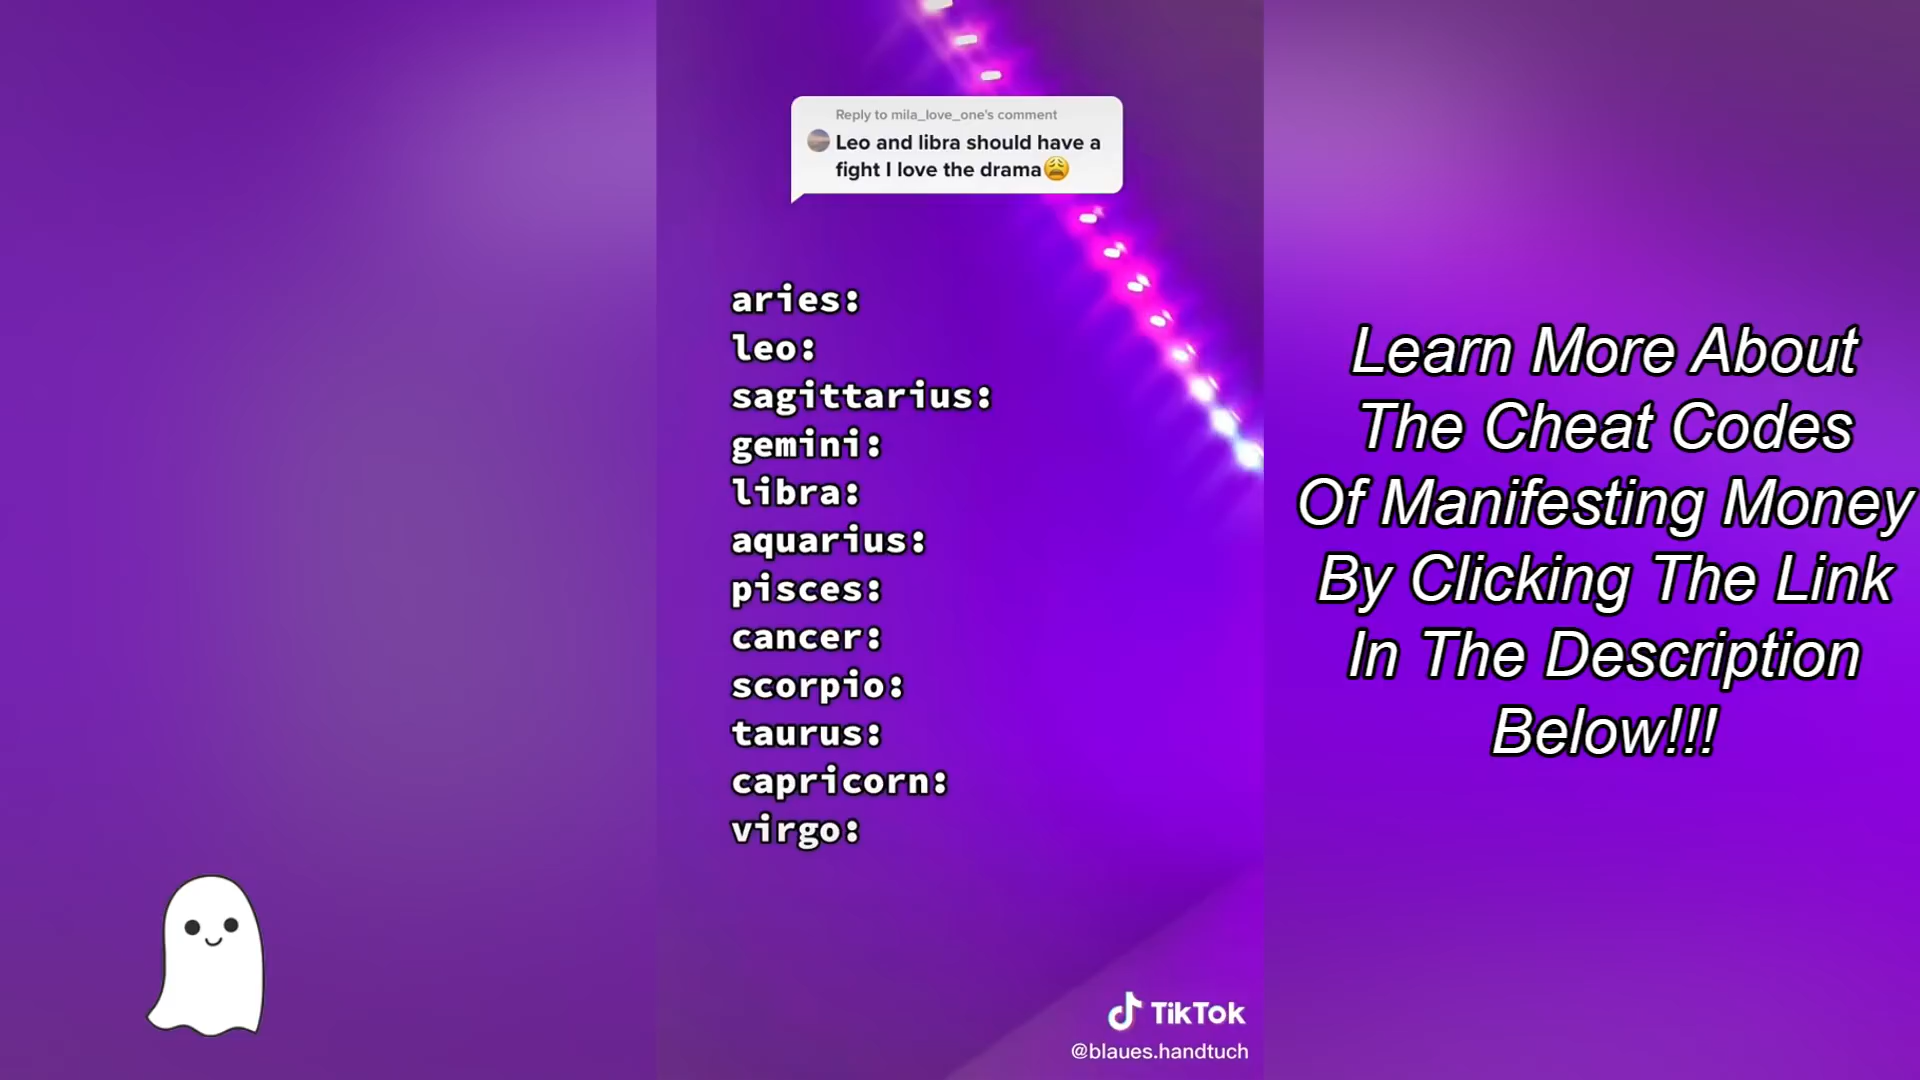 Reply to mila_love_one's comment
Leo and libra should have a
fight I love the drama😩
aries:
leo:
sagittarius:
gemini:
libra:
aquarius:
pisces:
cancer:
scorpio:
taurus:
capricorn:
virgo:
Learn More About
The Cheat Codes
Of Manifesting Money
By Clicking The Link
In The Description
Below!!!
TikTok
@blaues.handtuch